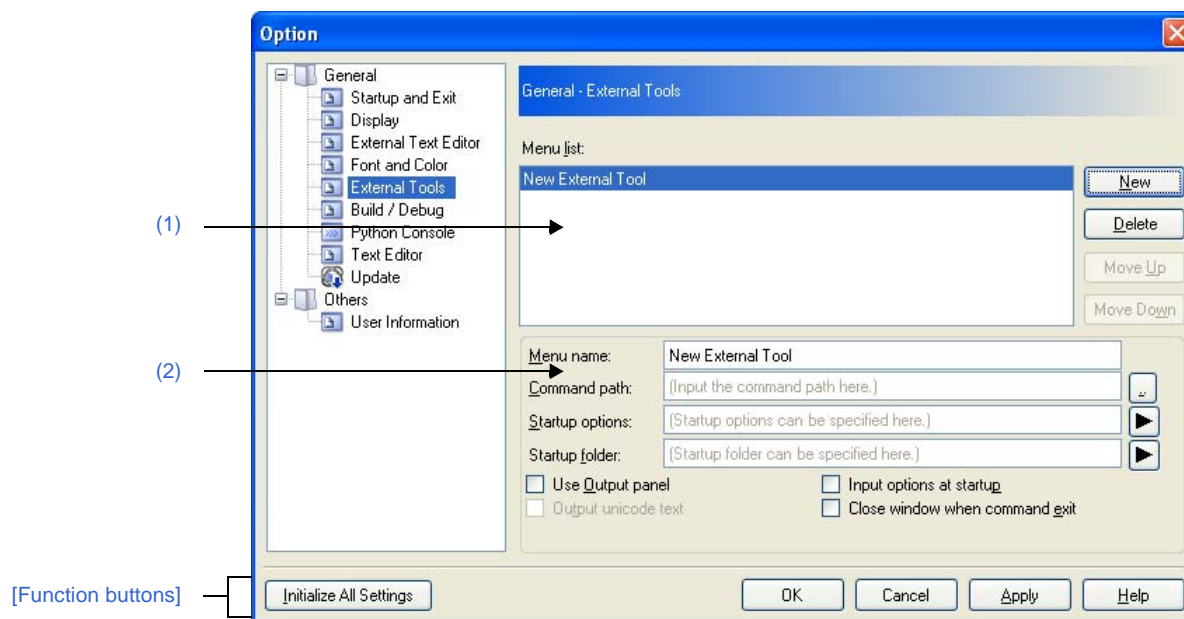 Option
General
Startup and Exit
Display
External Text Editor
Font and Color
External Tools
Build / Debug
Python Console
Text Editor
Update
Others
User Information
General - External Tools
Menu list:
New External Tool
New
Delete
Move Up
Move Down
(1)
(2)
Menu name:
New External Tool
Command path:
(Input the command path here.)
...
Startup options:
(Startup options can be specified here.)
Startup folder:
(Startup folder can be specified here.)
Use Output panel
Input options at startup
Output unicode text
Close window when command exit
[Function buttons]
Initialize All Settings
OK
Cancel
Apply
Help